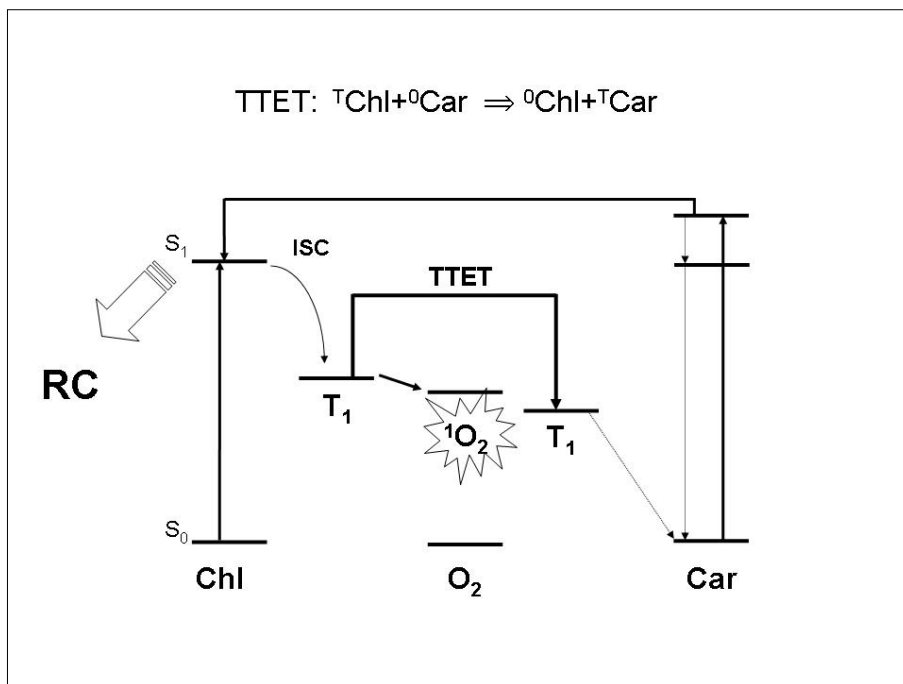 TTET: ᵀChl+⁰Car ⇒ ⁰Chl+ᵀCar
S₁
ISC
TTET
RC
T₁
¹O₂
T₁
S₀
Chl
O₂
Car